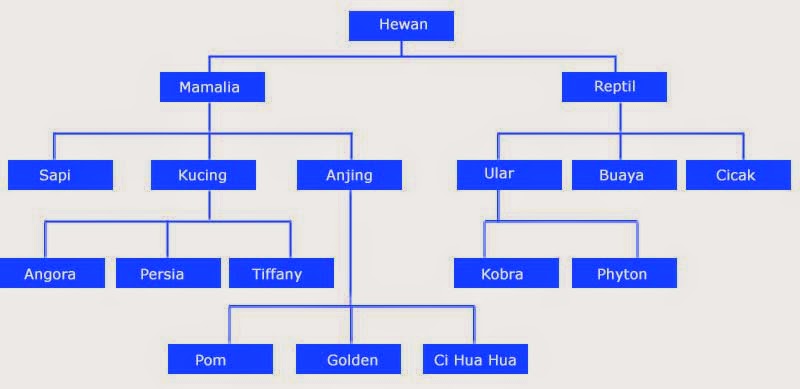 Hewan
Mamalia
Reptil
Sapi
Kucing
Anjing
Ular
Buaya
Cicak
Angora
Persia
Tiffany
Kobra
Phyton
Pom
Golden
Ci Hua Hua